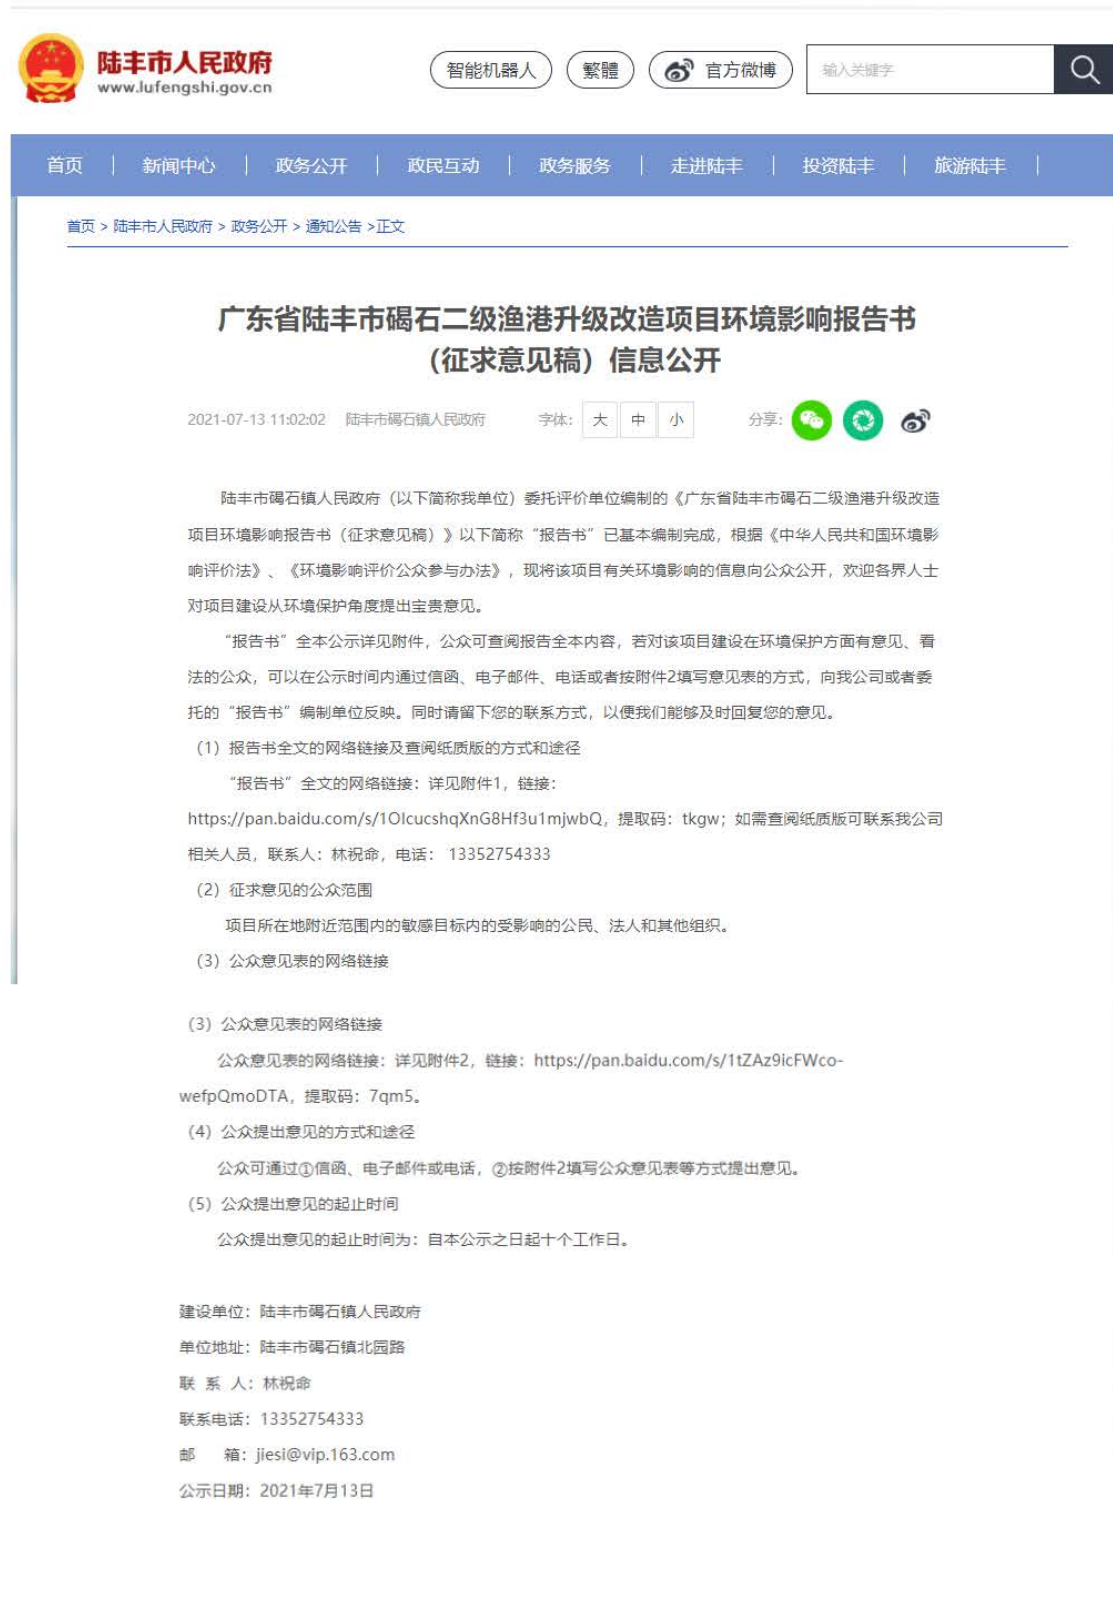 陆丰市人民政府
www.lufengshi.gov.cn
智能机器人 繁體 官方微博 输入关键字
首页 新闻中心 政务公开 政民互动 政务服务 走进陆丰 投资陆丰 旅游陆丰
首页 > 陆丰市人民政府 > 政务公开 > 通知公告 >正文
广东省陆丰市碣石二级渔港升级改造项目环境影响报告书
（征求意见稿）信息公开
2021-07-13 11:02:02 陆丰市碣石镇人民政府 字体： 大 中 小 分享：
陆丰市碣石镇人民政府（以下简称我单位）委托评价单位编制的《广东省陆丰市碣石二级渔港升级改造
项目环境影响报告书（征求意见稿）》以下简称“报告书”已基本编制完成，根据《中华人民共和国环境影
响评价法》、《环境影响评价公众参与办法》，现将该项目有关环境影响的信息向公众公开，欢迎各界人士
对项目建设从环境保护角度提出宝贵意见。
“报告书”全本公示详见附件，公众可查阅报告全本内容，若对该项目建设在环境保护方面有意见、看
法的公众，可以在公示时间内通过信函、电子邮件、电话或者按附件2填写意见表的方式，向我公司或者委
托的“报告书”编制单位反映。同时请留下您的联系方式，以便我们能够及时回复您的意见。
（1）报告书全文的网络链接及查阅纸质版的方式和途径
“报告书”全文的网络链接：详见附件1，链接：
https://pan.baidu.com/s/1OlcucshqXnG8Hf3u1mjwbQ，提取码：tkgw；如需查阅纸质版可联系我公司
相关人员，联系人：林祝命，电话： 13352754333
（2）征求意见的公众范围
项目所在地附近范围内的敏感目标内的受影响的公民、法人和其他组织。
（3）公众意见表的网络链接
（3）公众意见表的网络链接
公众意见表的网络链接：详见附件2，链接：https://pan.baidu.com/s/1tZAz9icFWco-
wefpQmoDTA，提取码：7qm5。
（4）公众提出意见的方式和途径
公众可通过①信函、电子邮件或电话，②按附件2填写公众意见表等方式提出意见。
（5）公众提出意见的起止时间
公众提出意见的起止时间为：自本公示之日起十个工作日。
建设单位：陆丰市碣石镇人民政府
单位地址：陆丰市碣石镇北园路
联 系 人：林祝命
联系电话：13352754333
邮 箱：jiesi@vip.163.com
公示日期：2021年7月13日